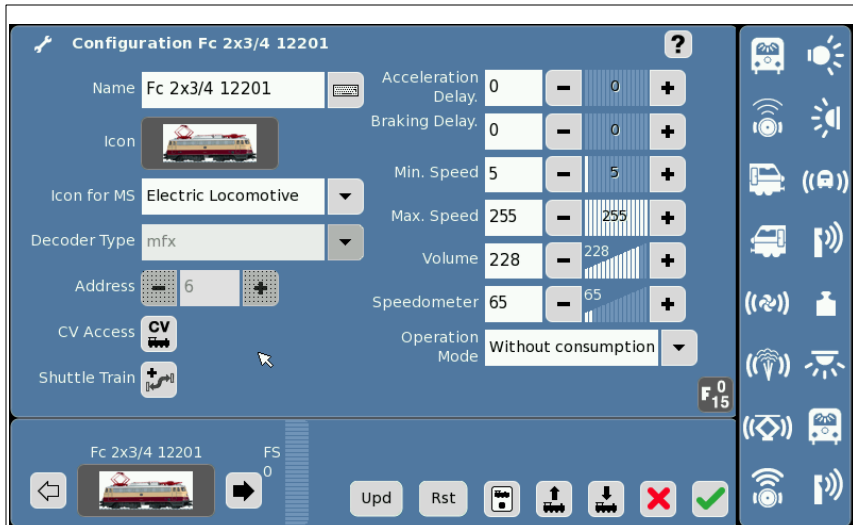 Configuration Fc 2x3/4 12201
?
Name Fc 2x3/4 12201
Icon
Icon for MS Electric Locomotive
Decoder Type mfx
Address 6
CV Access CV
Shuttle Train
Acceleration
Delay. 0 0
Braking Delay. 0 0
Min. Speed 5 5
Max. Speed 255 255
Volume 228 228
Speedometer 65 65
Operation
Mode Without consumption
F 0
15
Fc 2x3/4 12201
FS
0
Upd
Rst